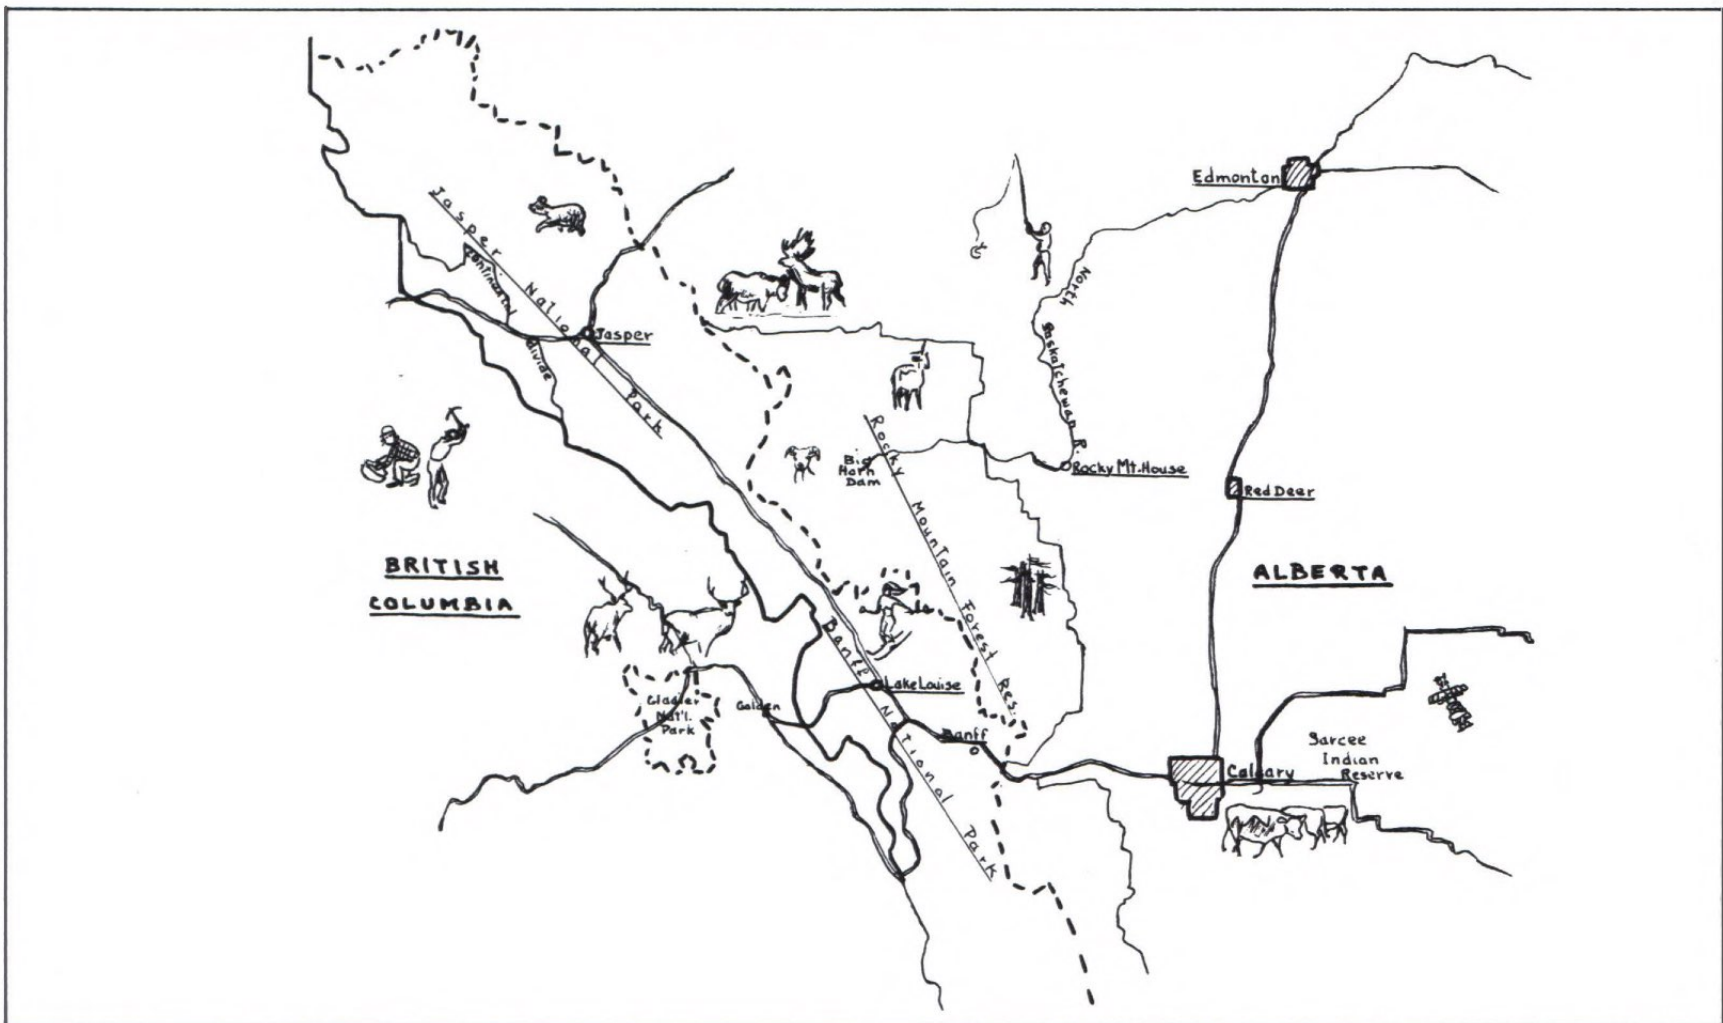 Edmonton
Jasper National Park
Continental
Divide
Jasper
North Saskatchewan R.
Rocky Mountain Forest Res.
Big
Horn
Dam
Rocky Mt. House
Red Deer
BRITISH
COLUMBIA
ALBERTA
Banff National Park
Lake Louise
Glacier
Nat'l.
Park
Golden
Banff
Calgary
Sarcee
Indian
Reserve